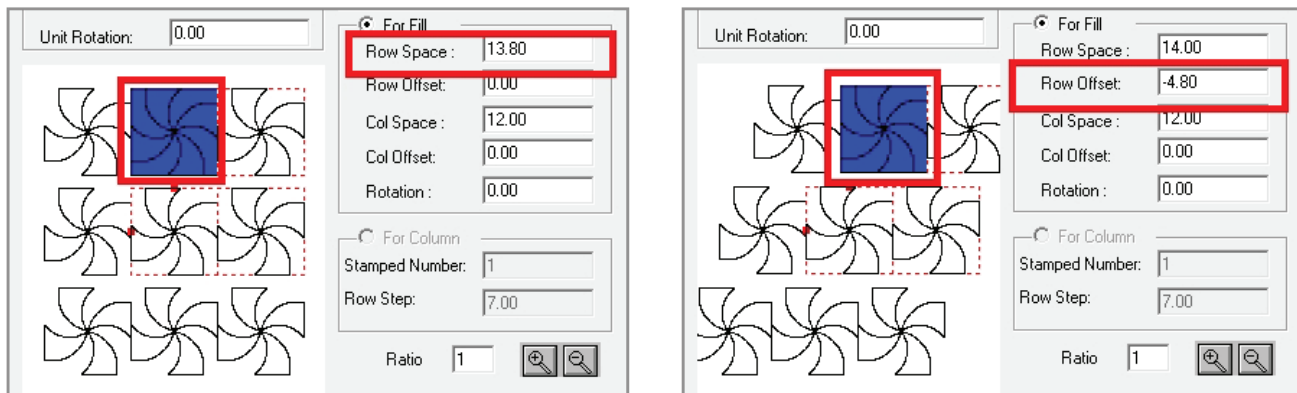 Unit Rotation: 0.00
For Fill
Row Space : 13.80
Row Offset: 0.00
Col Space : 12.00
Col Offset: 0.00
Rotation : 0.00
For Column
Stamped Number: 1
Row Step: 7.00
Ratio 1
Unit Rotation: 0.00
For Fill
Row Space : 14.00
Row Offset: -4.80
Col Space : 12.00
Col Offset: 0.00
Rotation : 0.00
For Column
Stamped Number: 1
Row Step: 7.00
Ratio 1